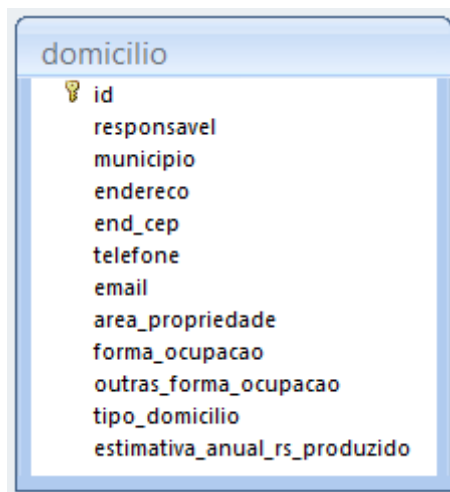 domicilio
id
responsavel
municipio
endereco
end_cep
telefone
email
area_propriedade
forma_ocupacao
outras_forma_ocupacao
tipo_domicilio
estimativa_anual_rs_produzido